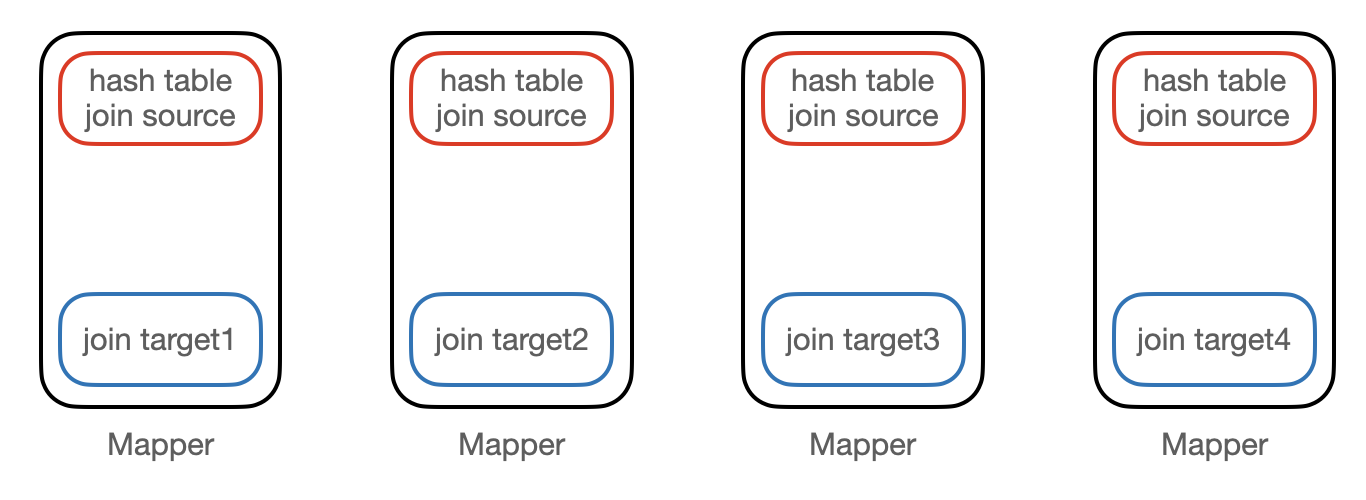 hash table
join source
hash table
join source
hash table
join source
hash table
join source
join target1
join target2
join target3
join target4
Mapper
Mapper
Mapper
Mapper